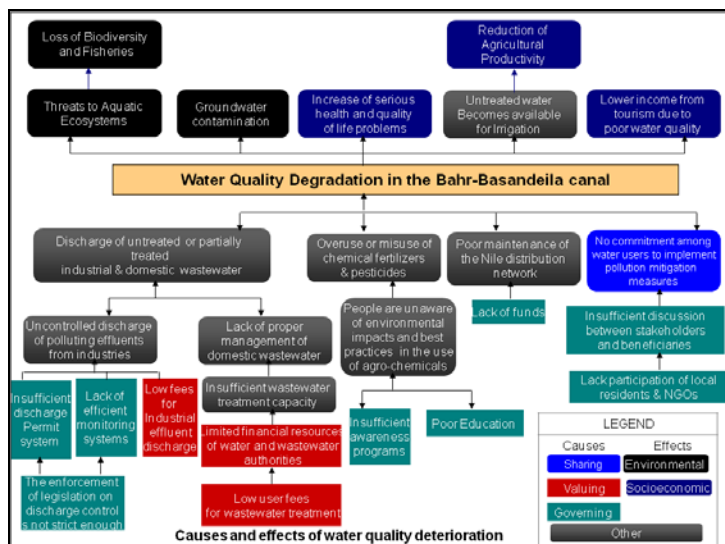 Loss of Biodiversity
and Fisheries
Reduction of
Agricultural
Productivity
Threats to Aquatic
Ecosystems
Groundwater
contamination
Increase of serious
health and quality
of life problems
Untreated water
Becomes available
for Irrigation
Lower income from
tourism due to
poor water quality
Water Quality Degradation in the Bahr-Basandeila canal
Discharge of untreated or partially
treated
industrial & domestic wastewater
Overuse or misuse of
chemical fertilizers
& pesticides
Poor maintenance of
the Nile distribution
network
No commitment among
water users to implement
pollution mitigation
measures
Uncontrolled discharge
of polluting effluents
from industries
Lack of proper
management of
domestic wastewater
People are unaware
of environmental
impacts and best
practices in the use
of agro-chemicals
Lack of funds
Insufficient discussion
between stakeholders
and beneficiaries
Insufficient
discharge
Permit
system
Lack of
efficient
monitoring
systems
Low fees
for
Industrial
effluent
discharge
Insufficient wastewater
treatment capacity
Lack participation of local
residents & NGOs
Limited financial resources
of water and wastewater
authorities
Insufficient
awareness
programs
Poor Education
The enforcement
of legislation on
discharge control
is not strict enough
Low user fees
for wastewater treatment
LEGEND
Causes
Effects
Sharing
Environmental
Valuing
Socioeconomic
Governing
Other
Causes and effects of water quality deterioration